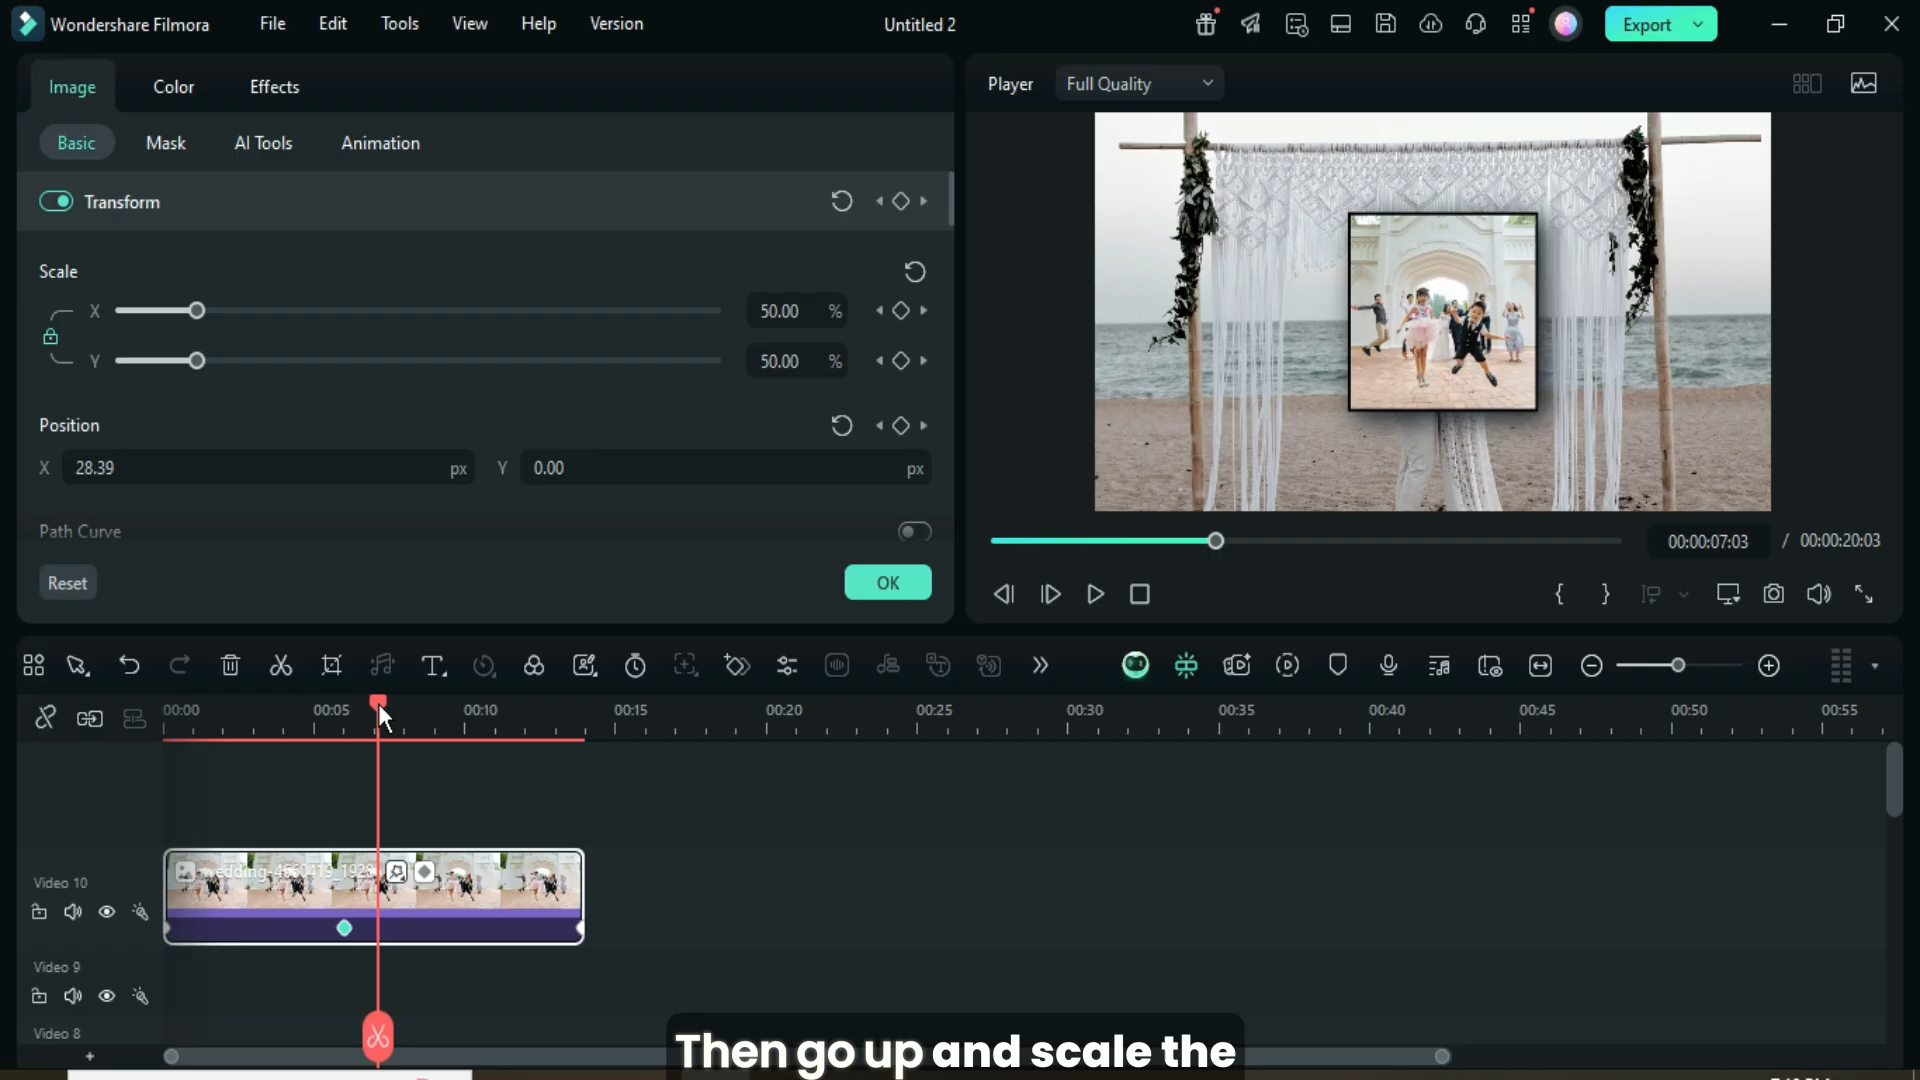 Wondershare Filmora
File
Edit
Tools
View
Help
Version
Untitled 2
Export
Image
Color
Effects
Player
Full Quality
Basic
Mask
AI Tools
Animation
Transform
Scale
X
50.00
%
Y
50.00
%
Position
X
28.39
px
Y
0.00
px
Path Curve
Reset
OK
00:00:07:03
/
00:00:20:03
00:00
00:05
00:10
00:15
00:20
00:25
00:30
00:35
00:40
00:45
00:50
00:55
wedding-4660419_192
Video 10
Video 9
Video 8
Then go up and scale the